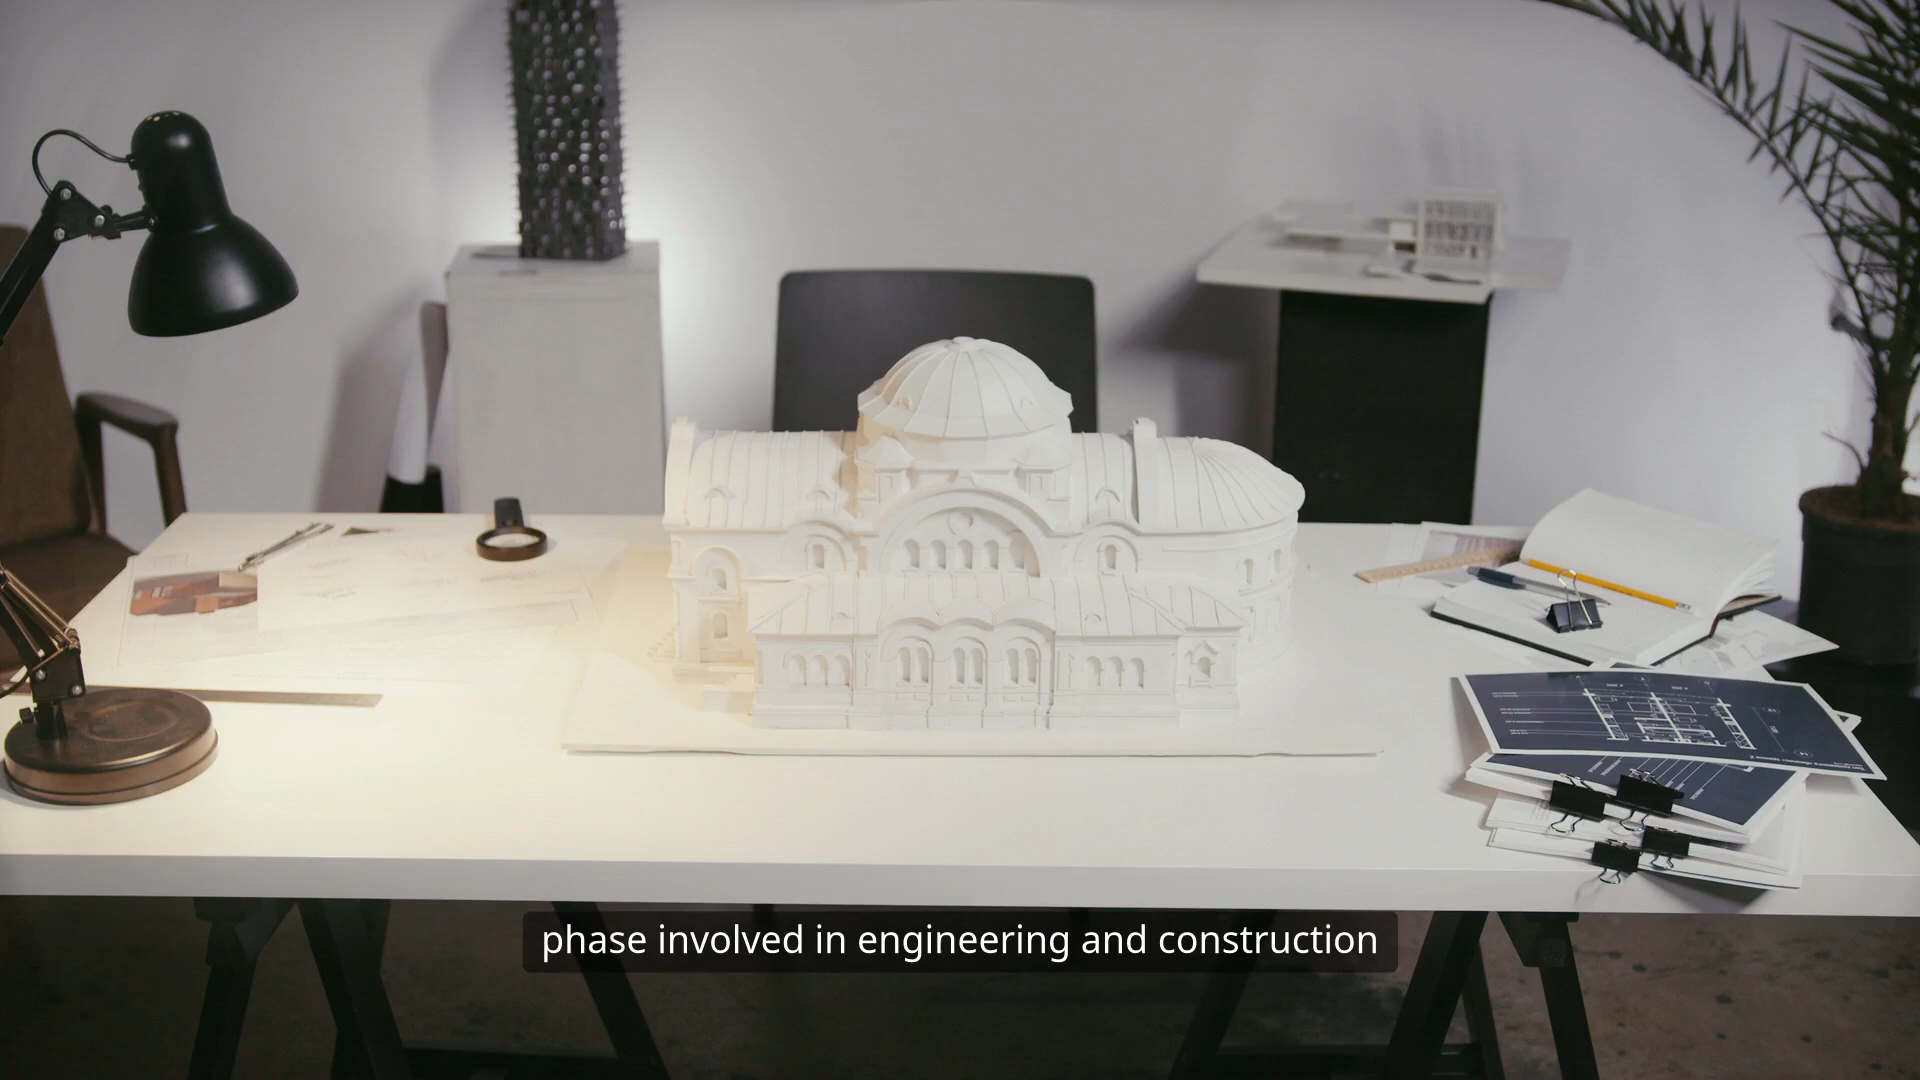 phase involved in engineering and construction